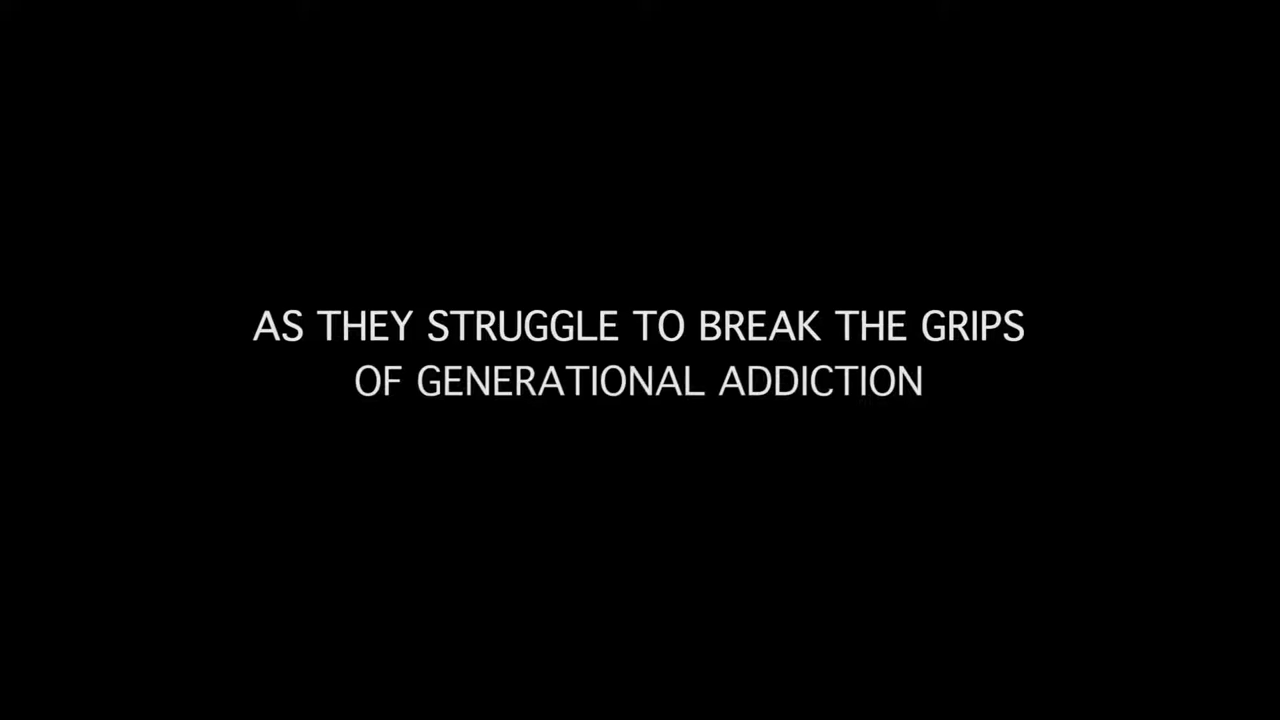 AS THEY STRUGGLE TO BREAK THE GRIPS
OF GENERATIONAL ADDICTION